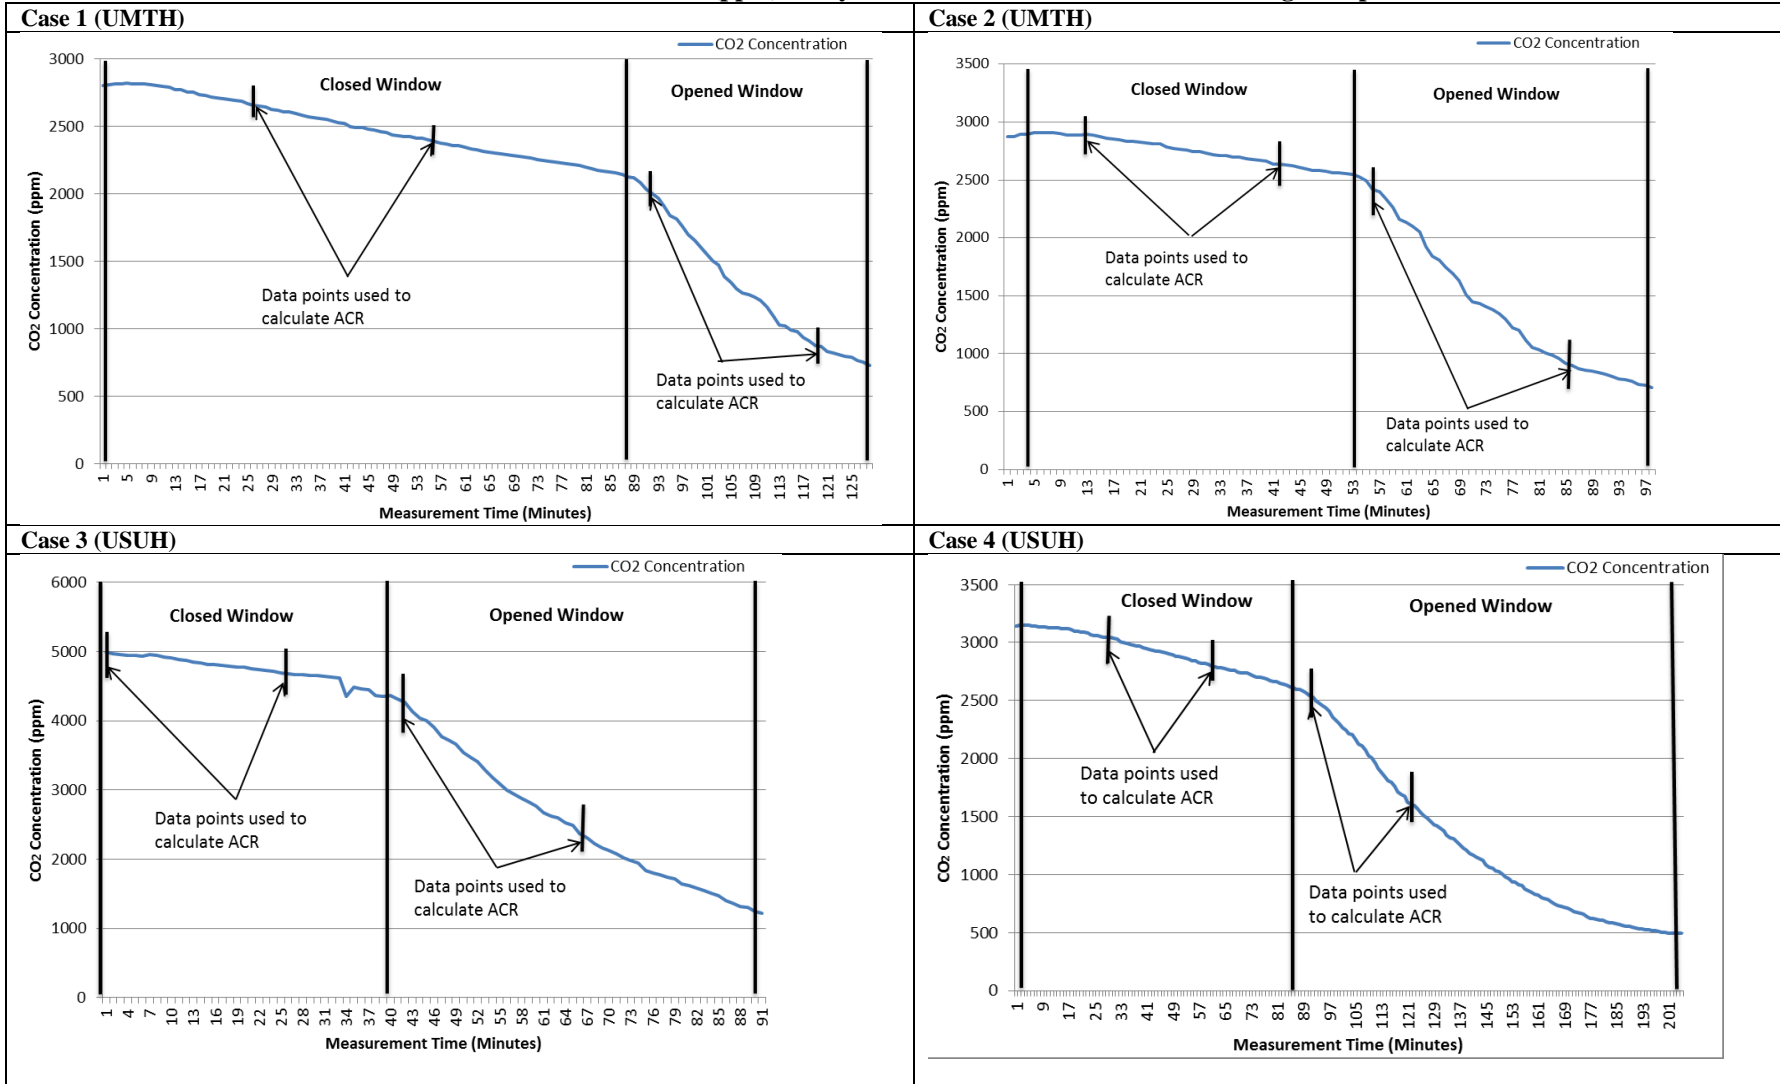 Case 1 (UMTH)
CO2 Concentration
3000
2500
2000
1500
1000
500
0
CO2 Concentration (ppm)
Closed Window
Opened Window
Data points used to
calculate ACR
Data points used to
calculate ACR
1 5 9 13 17 21 25 29 33 37 41 45 49 53 57 61 65 69 73 77 81 85 89 93 97 101 105 109 113 117 121 125
Measurement Time (Minutes)
Case 2 (UMTH)
CO2 Concentration
3500
3000
2500
2000
1500
1000
500
0
CO2 Concentration (ppm)
Closed Window
Opened Window
Data points used to
calculate ACR
Data points used to
calculate ACR
1 5 9 13 17 21 25 29 33 37 41 45 49 53 57 61 65 69 73 77 81 85 89 93 97
Measurement Time (Minutes)
Case 3 (USUH)
CO2 Concentration
6000
5000
4000
3000
2000
1000
0
CO2 Concentration (ppm)
Closed Window
Opened Window
Data points used to
calculate ACR
Data points used to
calculate ACR
1 4 7 10 13 16 19 22 25 28 31 34 37 40 43 46 49 52 55 58 61 64 67 70 73 76 79 82 85 88 91
Measurement Time (Minutes)
Case 4 (USUH)
CO2 Concentration
3500
3000
2500
2000
1500
1000
500
0
CO2 Concentration (ppm)
Closed Window
Opened Window
Data points used
to calculate ACR
Data points used
to calculate ACR
1 9 17 25 33 41 49 57 65 73 81 89 97 105 113 121 129 137 145 153 161 169 177 185 193 201
Measurement Time (Minutes)